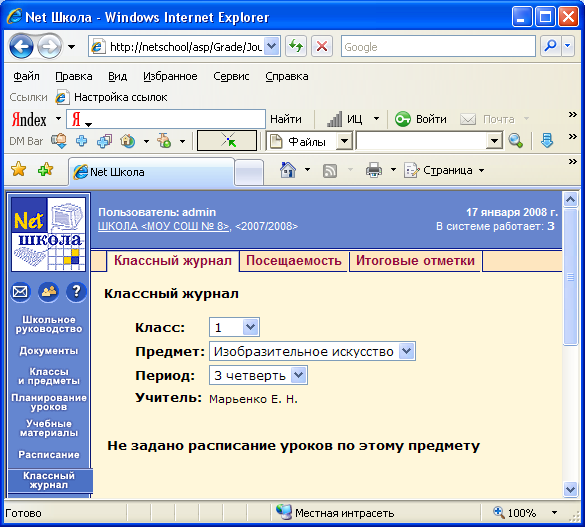 Net Школа - Windows Internet Explorer
http://netschool/asp/Grade/Jou
Google
Файл Правка Вид Избранное Сервис Справка
Ссылки Настройка ссылок
Яndex Я Найти ИЦ Войти Почта »
DM Bar Файлы »
Net Школа Страница »
Net школа
Пользователь: admin 17 января 2008 г.
ШКОЛА <МОУ СОШ № 8>, <2007/2008> В системе работает: 3
Классный журнал Посещаемость Итоговые отметки
Школьное
руководство
Документы
Классы
и предметы
Планирование
уроков
Учебные
материалы
Расписание
Классный
журнал
Классный журнал
Класс: 1
Предмет: Изобразительное искусство
Период: 3 четверть
Учитель: Марьенко Е. Н.
Не задано расписание уроков по этому предмету
Готово Местная интрасеть 100%